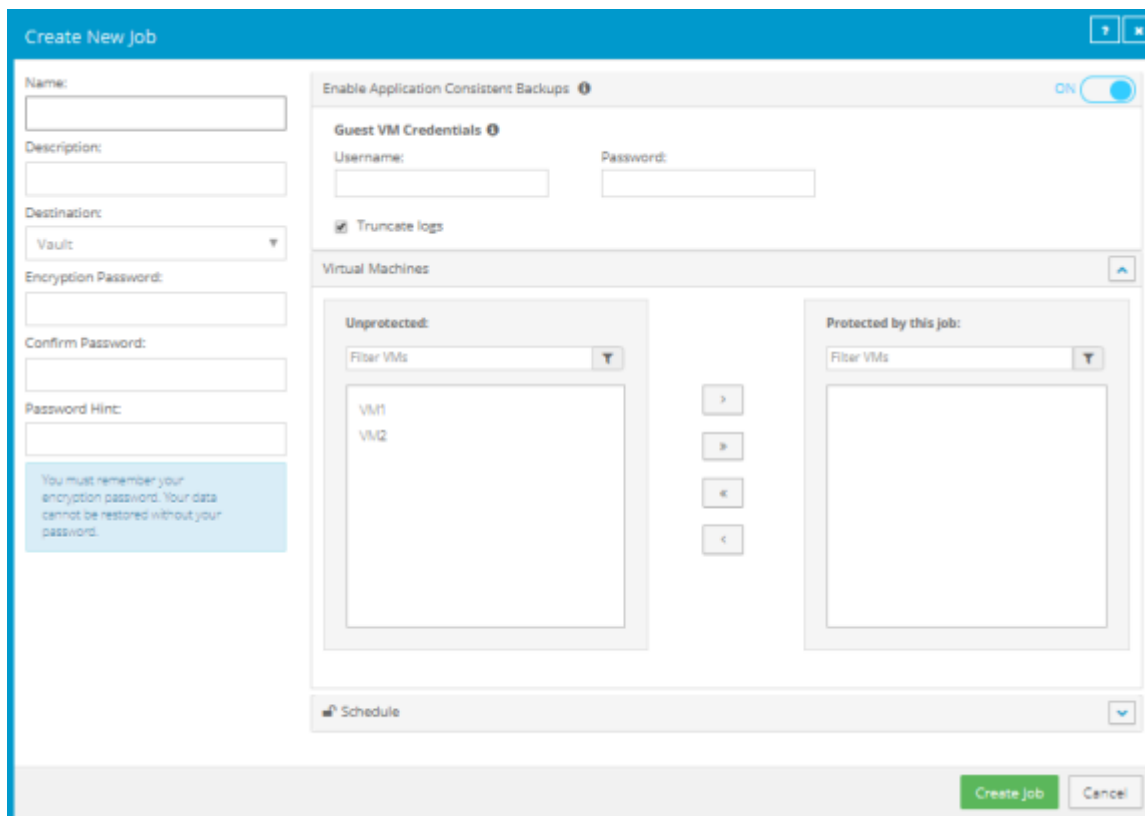 Create New Job
?
Name:
Description:
Destination:
Vault
Encryption Password:
Confirm Password:
Password Hint:
You must remember your
encryption password. Your data
cannot be restored without your
password.
Enable Application Consistent Backups
ON
Guest VM Credentials
Username:
Password:
Truncate logs
Virtual Machines
Unprotected:
Filter VMs
VM1
VM2
>
»
«
<
Protected by this job:
Filter VMs
Schedule
Create Job
Cancel